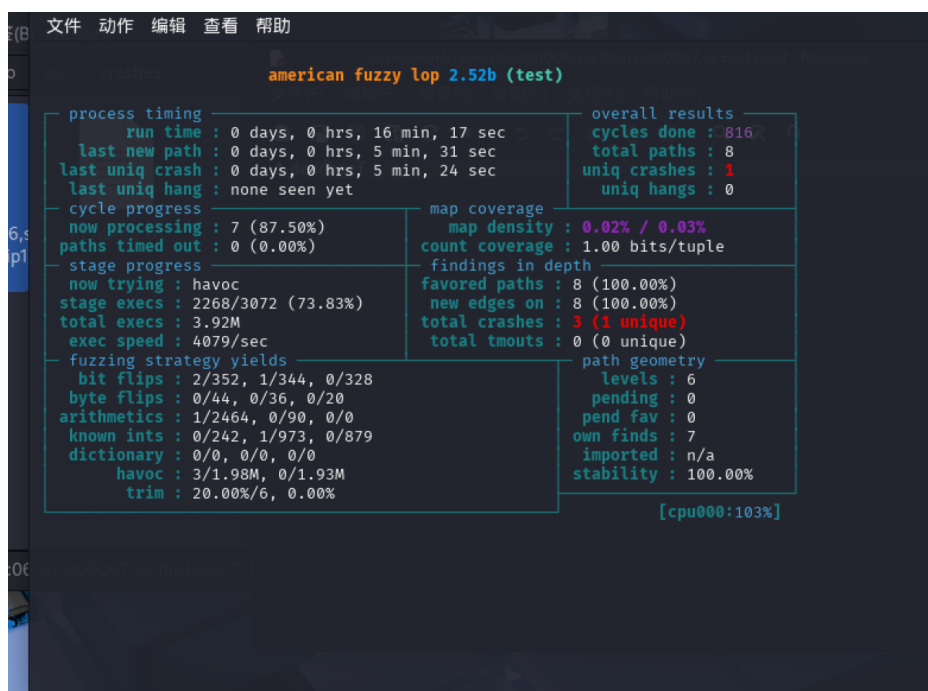 文件 动作 编辑 查看 帮助
american fuzzy lop 2.52b (test)
process timing
run time : 0 days, 0 hrs, 16 min, 17 sec
last new path : 0 days, 0 hrs, 5 min, 31 sec
last uniq crash : 0 days, 0 hrs, 5 min, 24 sec
last uniq hang : none seen yet
overall results
cycles done : 816
total paths : 8
uniq crashes : 1
uniq hangs : 0
cycle progress
now processing : 7 (87.50%)
paths timed out : 0 (0.00%)
map coverage
map density : 0.02% / 0.03%
count coverage : 1.00 bits/tuple
stage progress
now trying : havoc
stage execs : 2268/3072 (73.83%)
total execs : 3.92M
exec speed : 4079/sec
findings in depth
favored paths : 8 (100.00%)
new edges on : 8 (100.00%)
total crashes : 3 (1 unique)
total tmouts : 0 (0 unique)
fuzzing strategy yields
bit flips : 2/352, 1/344, 0/328
byte flips : 0/44, 0/36, 0/20
arithmetics : 1/2464, 0/90, 0/0
known ints : 0/242, 1/973, 0/879
dictionary : 0/0, 0/0, 0/0
havoc : 3/1.98M, 0/1.93M
trim : 20.00%/6, 0.00%
path geometry
levels : 6
pending : 0
pend fav : 0
own finds : 7
imported : n/a
stability : 100.00%
[cpu000:103%]